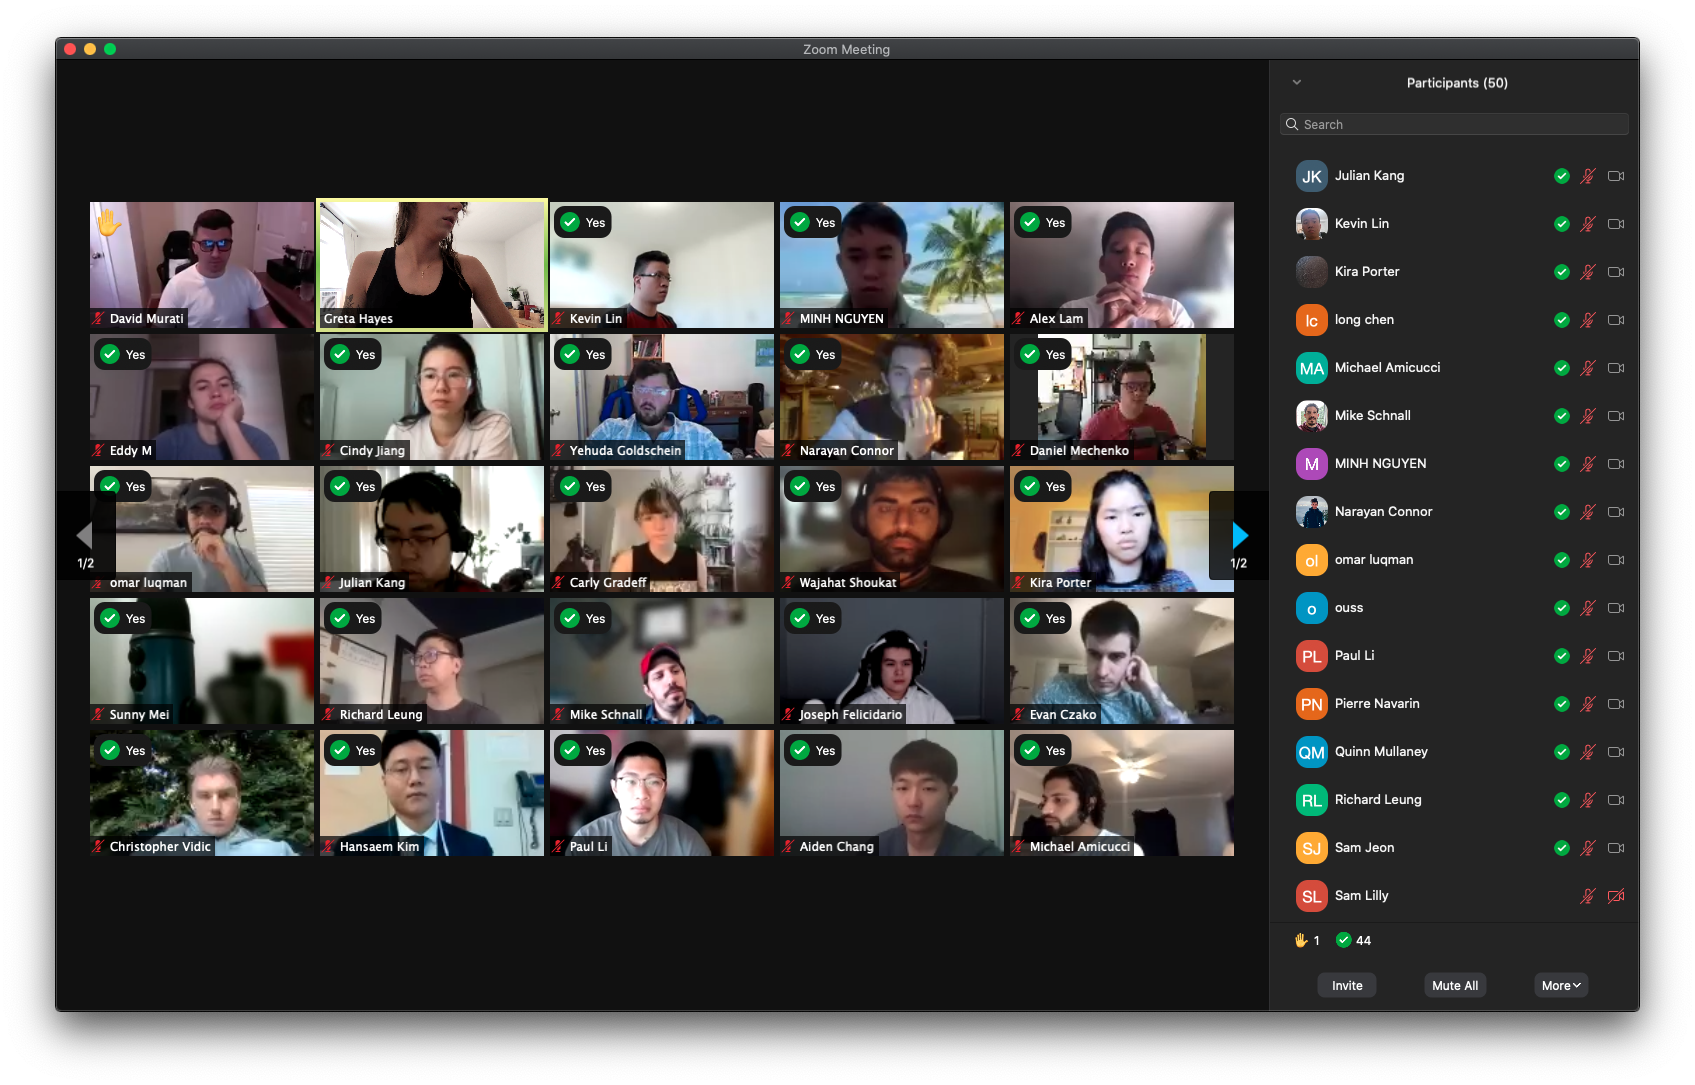 Zoom Meeting
David Murati
Greta Hayes
Yes
Kevin Lin
Yes
MINH NGUYEN
Yes
Alex Lam
Yes
Eddy M
Yes
Cindy Jiang
Yes
Yehuda Goldschein
Yes
Narayan Connor
Yes
Daniel Mechenko
Yes
omar luqman
Yes
Julian Kang
Yes
Carly Gradeff
Yes
Wajahat Shoukat
Yes
Kira Porter
1/2
1/2
Yes
Sunny Mei
Yes
Richard Leung
Yes
Mike Schnall
Yes
Joseph Felicidario
Yes
Evan Czako
Yes
Christopher Vidic
Yes
Hansaem Kim
Yes
Paul Li
Yes
Aiden Chang
Yes
Michael Amicucci
Participants (50)
Search
JK Julian Kang
Kevin Lin
Kira Porter
lc long chen
MA Michael Amicucci
Mike Schnall
M MINH NGUYEN
Narayan Connor
ol omar luqman
o ouss
PL Paul Li
PN Pierre Navarin
QM Quinn Mullaney
RL Richard Leung
SJ Sam Jeon
SL Sam Lilly
1 44
Invite Mute All More